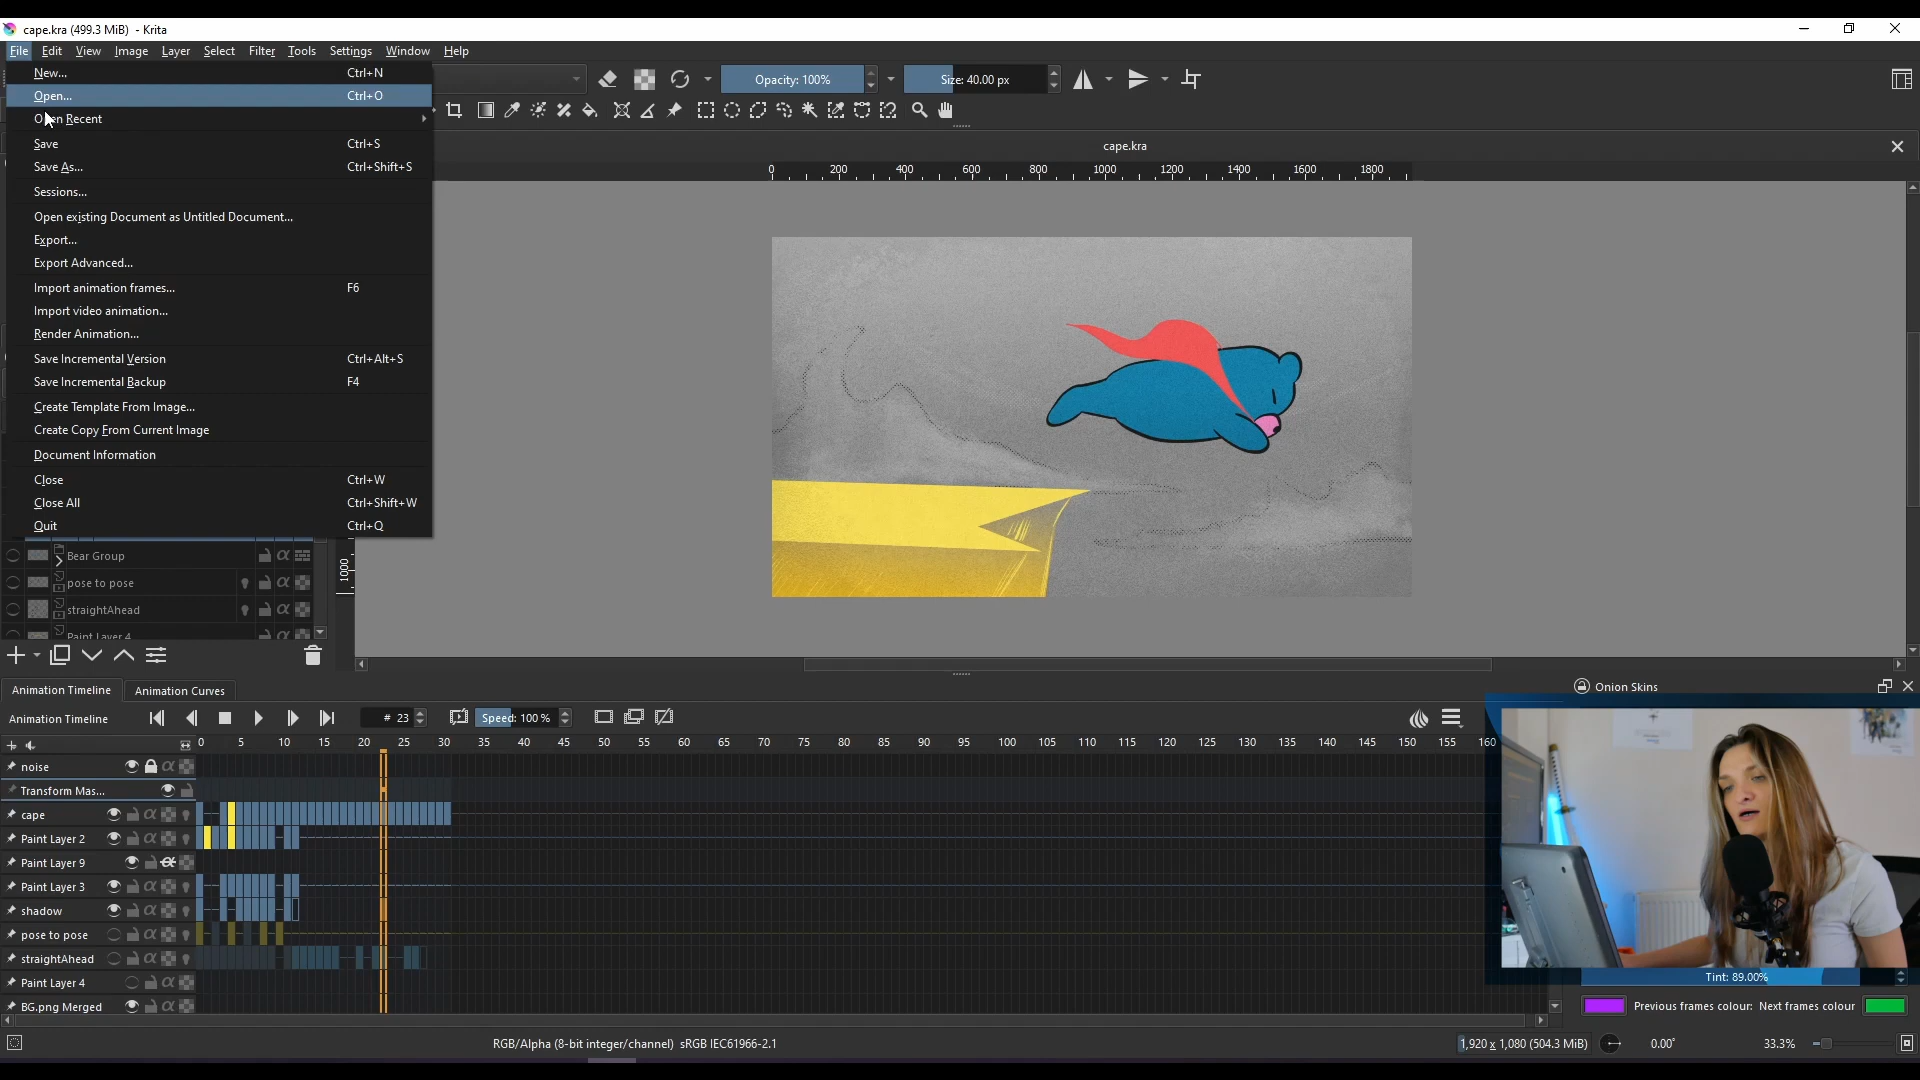 cape.kra (499.3 MiB) - Krita
File Edit View Image Layer Select Filter Tools Settings Window Help
New... Ctrl+N
Opacity: 100%
Size: 40.00 px
Open... Ctrl+O
Open Recent
Save Ctrl+S
cape.kra
Save As... Ctrl+Shift+S
0 200 400 600 800 1000 1200 1400 1600 1800
Sessions...
Open existing Document as Untitled Document...
Export...
Export Advanced...
Import animation frames... F6
Import video animation...
Render Animation...
Save Incremental Version Ctrl+Alt+S
Save Incremental Backup F4
Create Template From Image...
Create Copy From Current Image
Document Information
Close Ctrl+W
Close All Ctrl+Shift+W
Quit Ctrl+Q
Bear Group
1000
pose to pose
straightAhead
Paint Layer 4
Animation Timeline Animation Curves
Onion Skins
Animation Timeline
# 23
Speed: 100 %
0 5 10 15 20 25 30 35 40 45 50 55 60 65 70 75 80 85 90 95 100 105 110 115 120 125 130 135 140 145 150 155 160
noise
Transform Mas...
cape
Paint Layer 2
Paint Layer 9
Paint Layer 3
shadow
pose to pose
straightAhead
Paint Layer 4
BG.png Merged
Tint: 89.00%
Previous frames colour: Next frames colour
RGB/Alpha (8-bit integer/channel) sRGB IEC61966-2.1
1,920 x 1,080 (504.3 MiB)
0.00°
33.3%